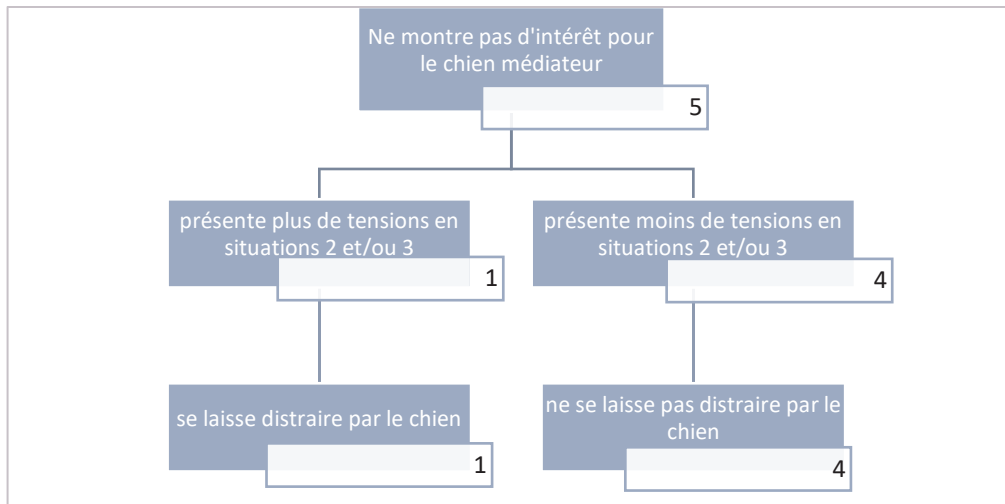 Ne montre pas d'intérêt pour
le chien médiateur
5
présente plus de tensions en
situations 2 et/ou 3
1
présente moins de tensions en
situations 2 et/ou 3
4
se laisse distraire par le chien
1
ne se laisse pas distraire par le
chien
4